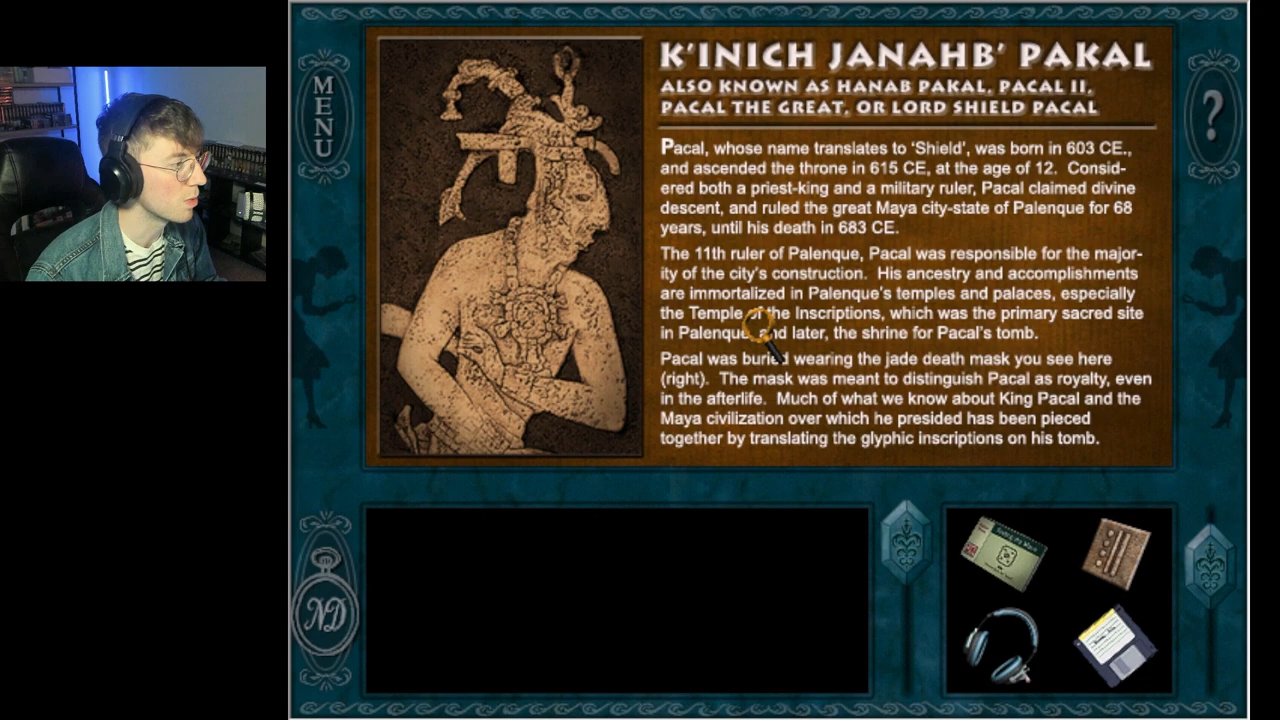 MENU
K'INICH JANAHB' PAKAL
ALSO KNOWN AS HANAB PAKAL, PACAL II,
PACAL THE GREAT, OR LORD SHIELD PACAL
?
Pacal, whose name translates to 'Shield', was born in 603 CE.,
and ascended the throne in 615 CE, at the age of 12. Consid-
ered both a priest-king and a military ruler, Pacal claimed divine
descent, and ruled the great Maya city-state of Palenque for 68
years, until his death in 683 CE.
The 11th ruler of Palenque, Pacal was responsible for the major-
ity of the city's construction. His ancestry and accomplishments
are immortalized in Palenque's temples and palaces, especially
the Temple of the Inscriptions, which was the primary sacred site
in Palenque, and later, the shrine for Pacal's tomb.
Pacal was buried wearing the jade death mask you see here
(right). The mask was meant to distinguish Pacal as royalty, even
in the afterlife. Much of what we know about King Pacal and the
Maya civilization over which he presided has been pieced
together by translating the glyphic inscriptions on his tomb.
ND